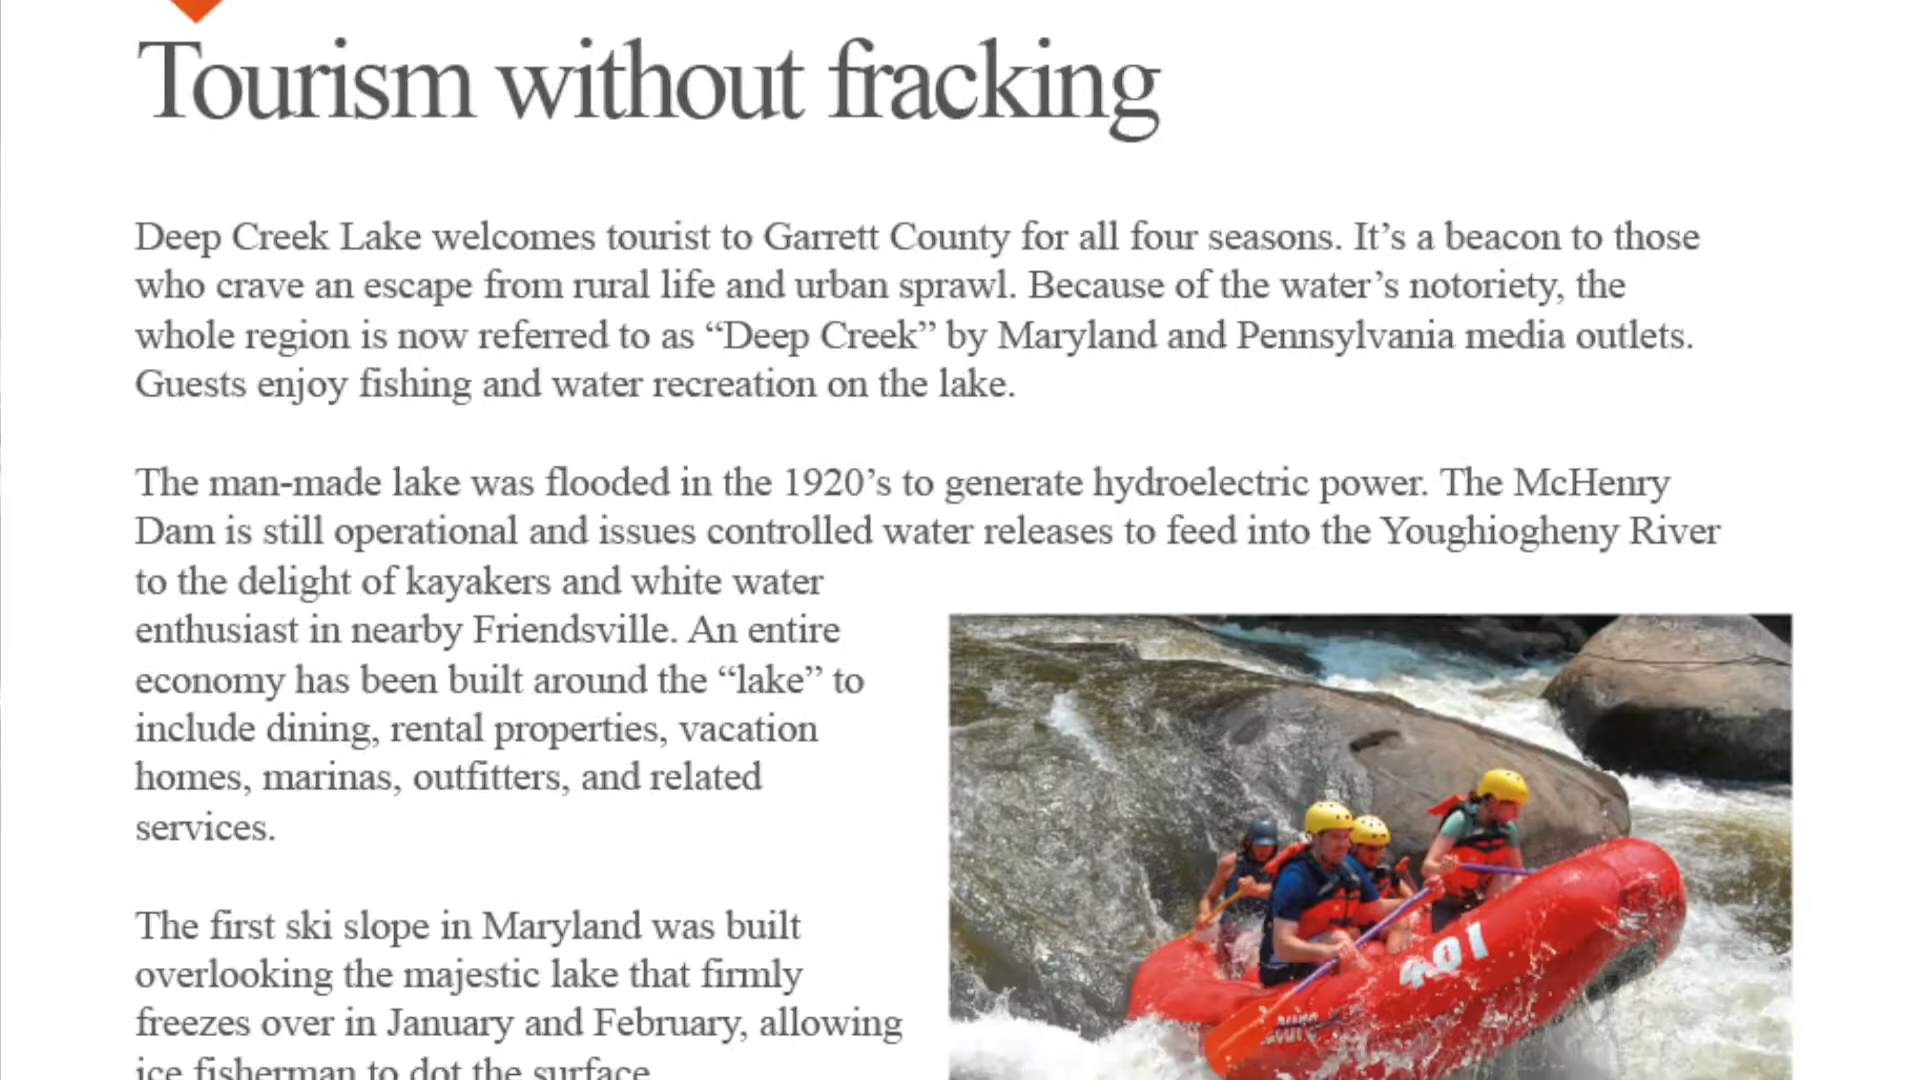 Tourism without fracking
Deep Creek Lake welcomes tourist to Garrett County for all four seasons. It’s a beacon to those
who crave an escape from rural life and urban sprawl. Because of the water’s notoriety, the
whole region is now referred to as “Deep Creek” by Maryland and Pennsylvania media outlets.
Guests enjoy fishing and water recreation on the lake.
The man-made lake was flooded in the 1920’s to generate hydroelectric power. The McHenry
Dam is still operational and issues controlled water releases to feed into the Youghiogheny River
to the delight of kayakers and white water
enthusiast in nearby Friendsville. An entire
economy has been built around the “lake” to
include dining, rental properties, vacation
homes, marinas, outfitters, and related
services.
The first ski slope in Maryland was built
overlooking the majestic lake that firmly
freezes over in January and February, allowing
ice fisherman to dot the surface.
401